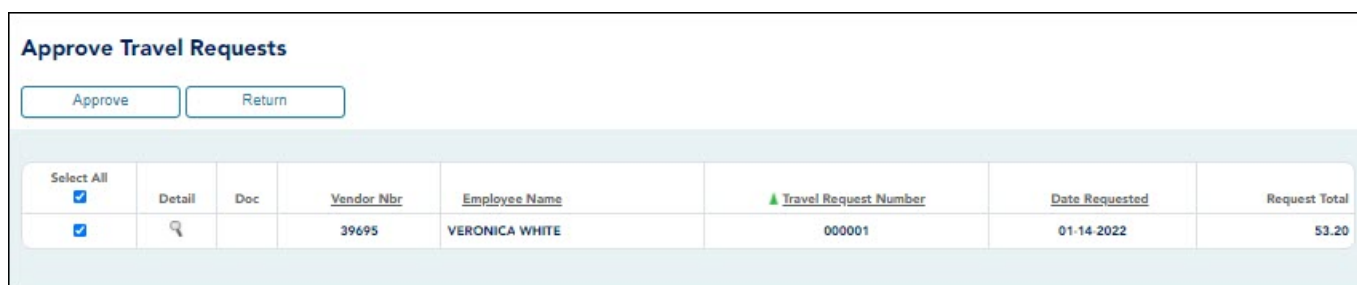 Approve Travel Requests
Approve Return
Select All
Detail Doc Vendor Nbr Employee Name Travel Request Number Date Requested Request Total
39695 VERONICA WHITE 000001 01-14-2022 53.20